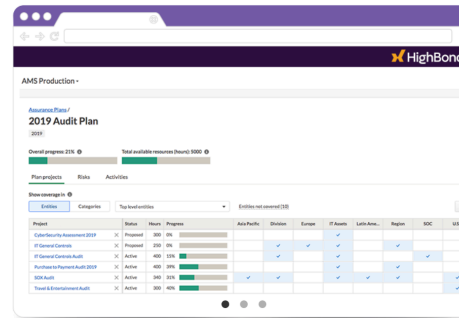 HighBond
AMS Production
Assurance Plans /
2019 Audit Plan
2019
Overall progress: 21% Total available resources (hours): 5000
Plan projects Risks Activities
Show coverage in
Entities Categories Top level entities Entities not covered (10)
Project Status Hours Progress Asia Pacific Division Europe IT Assets Latin Ame... Region SOC U.S
CyberSecurity Assessment 2019 Proposed 300 0%
IT General Controls Proposed 250 0%
IT General Controls Audit Active 400 15%
Purchase to Payment Audit 2019 Active 400 39%
SOX Audit Active 340 31%
Travel & Entertainment Audit Active 300 40%